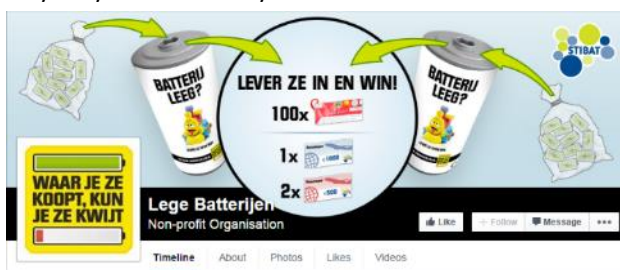 BATTERIJ
LEEG?
LEVER ZE IN EN WIN!
100x
1x
2x
BATTERIJ
LEEG?
STIBAT
WAAR JE ZE
KOOPT, KUN
JE ZE KWIJT
Lege Batterijen
Non-profit Organisation
Like
+ Follow
Message
Timeline
About
Photos
Likes
Videos